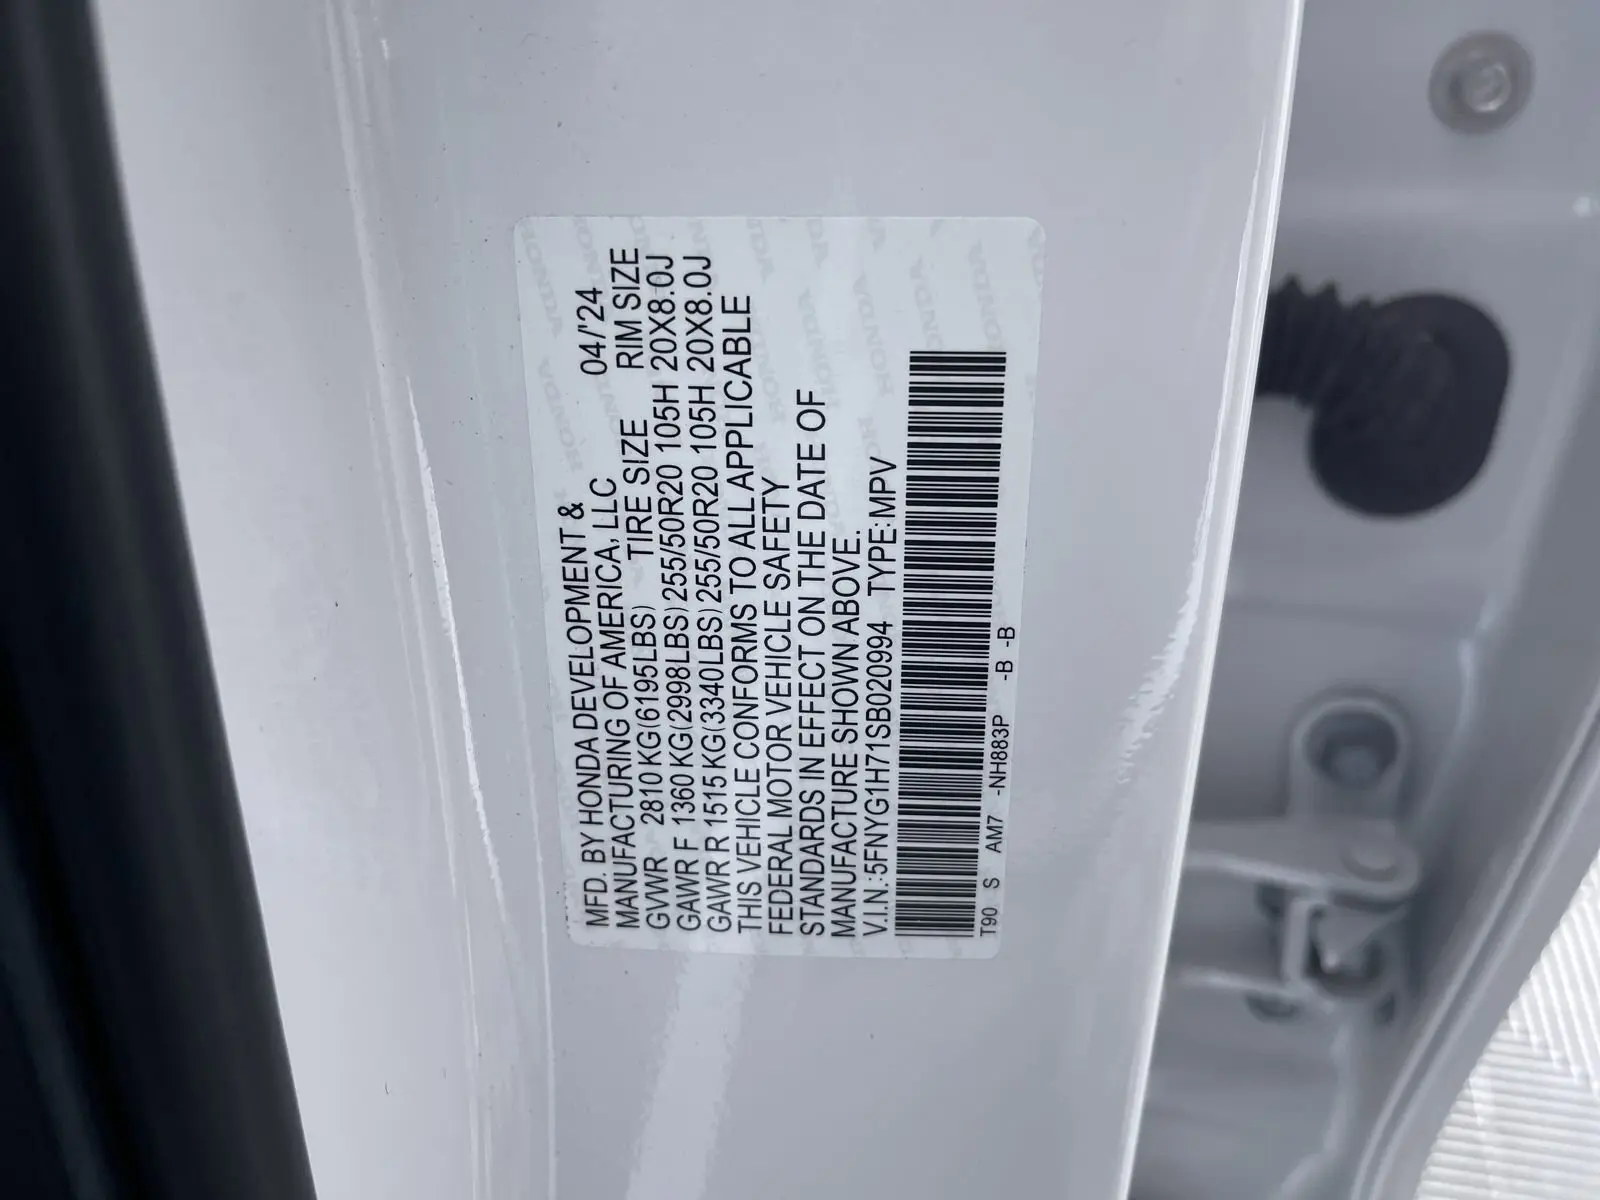 MFD. BY HONDA DEVELOPMENT & 04/'24
MANUFACTURING OF AMERICA, LLC
GVWR 2810 KG(6195LBS) TIRE SIZE RIM SIZE
GAWR F 1360 KG(2998LBS) 255/50R20 105H 20X8.0J
GAWR R 1515 KG(3340LBS) 255/50R20 105H 20X8.0J
THIS VEHICLE CONFORMS TO ALL APPLICABLE
FEDERAL MOTOR VEHICLE SAFETY
STANDARDS IN EFFECT ON THE DATE OF
MANUFACTURE SHOWN ABOVE.
V.I.N.:5FNYG1H71SB020994 TYPE:MPV
T90 S AM7 -NH883P -B -B